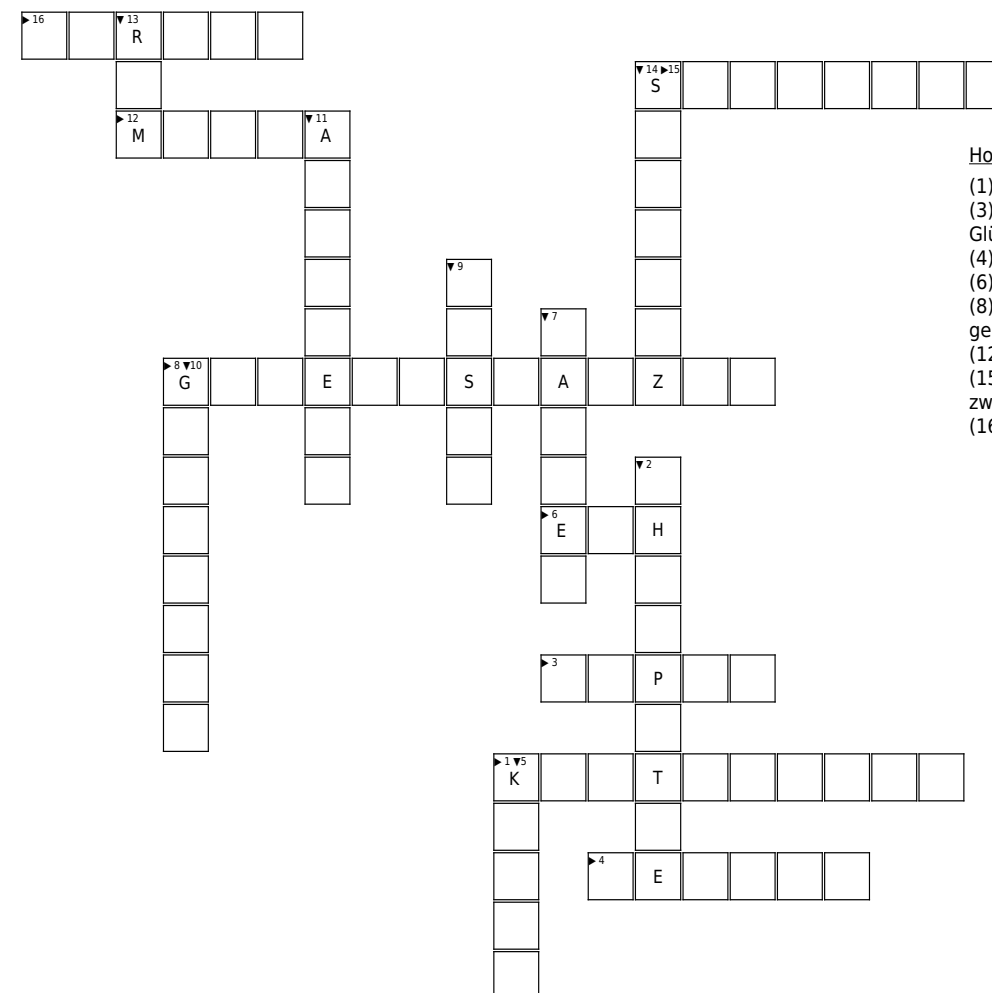 ▶ 16 ▼ 13
R
▼ 14 ▶15
S
▶ 12 ▼ 11
M A
Ho
(1)
(3)
Glü
(4)
(6)
(8)
ge
(12
(15
zw
(16
▼ 9
▼ 7
▶ 8 ▼10
G E S A Z
▼ 2
▶ 6
E H
▶ 3
P
▶ 1 ▼5
K T
▶ 4
E